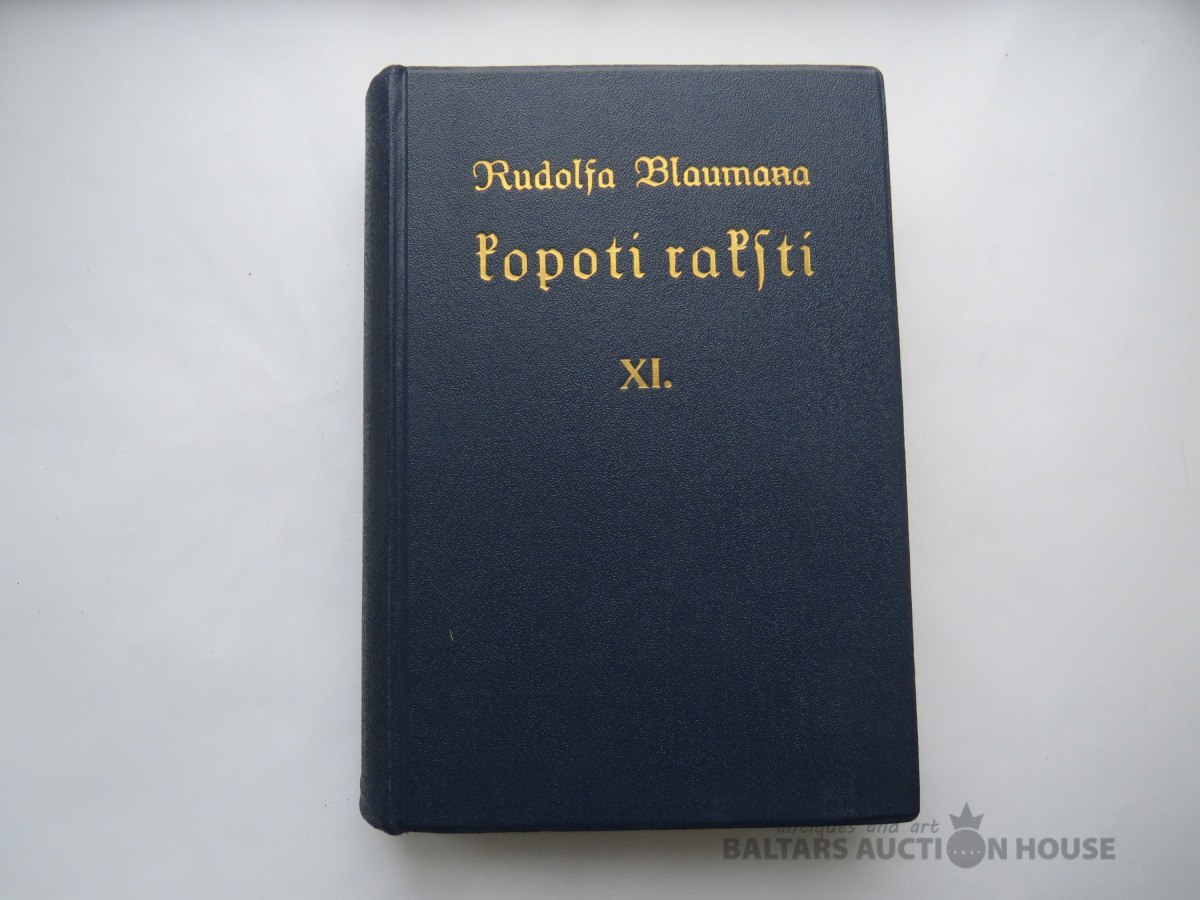 Rudolfa Blaumana
kopoti rakſti
XI.
antiques and art
BALTARS AUCTION HOUSE